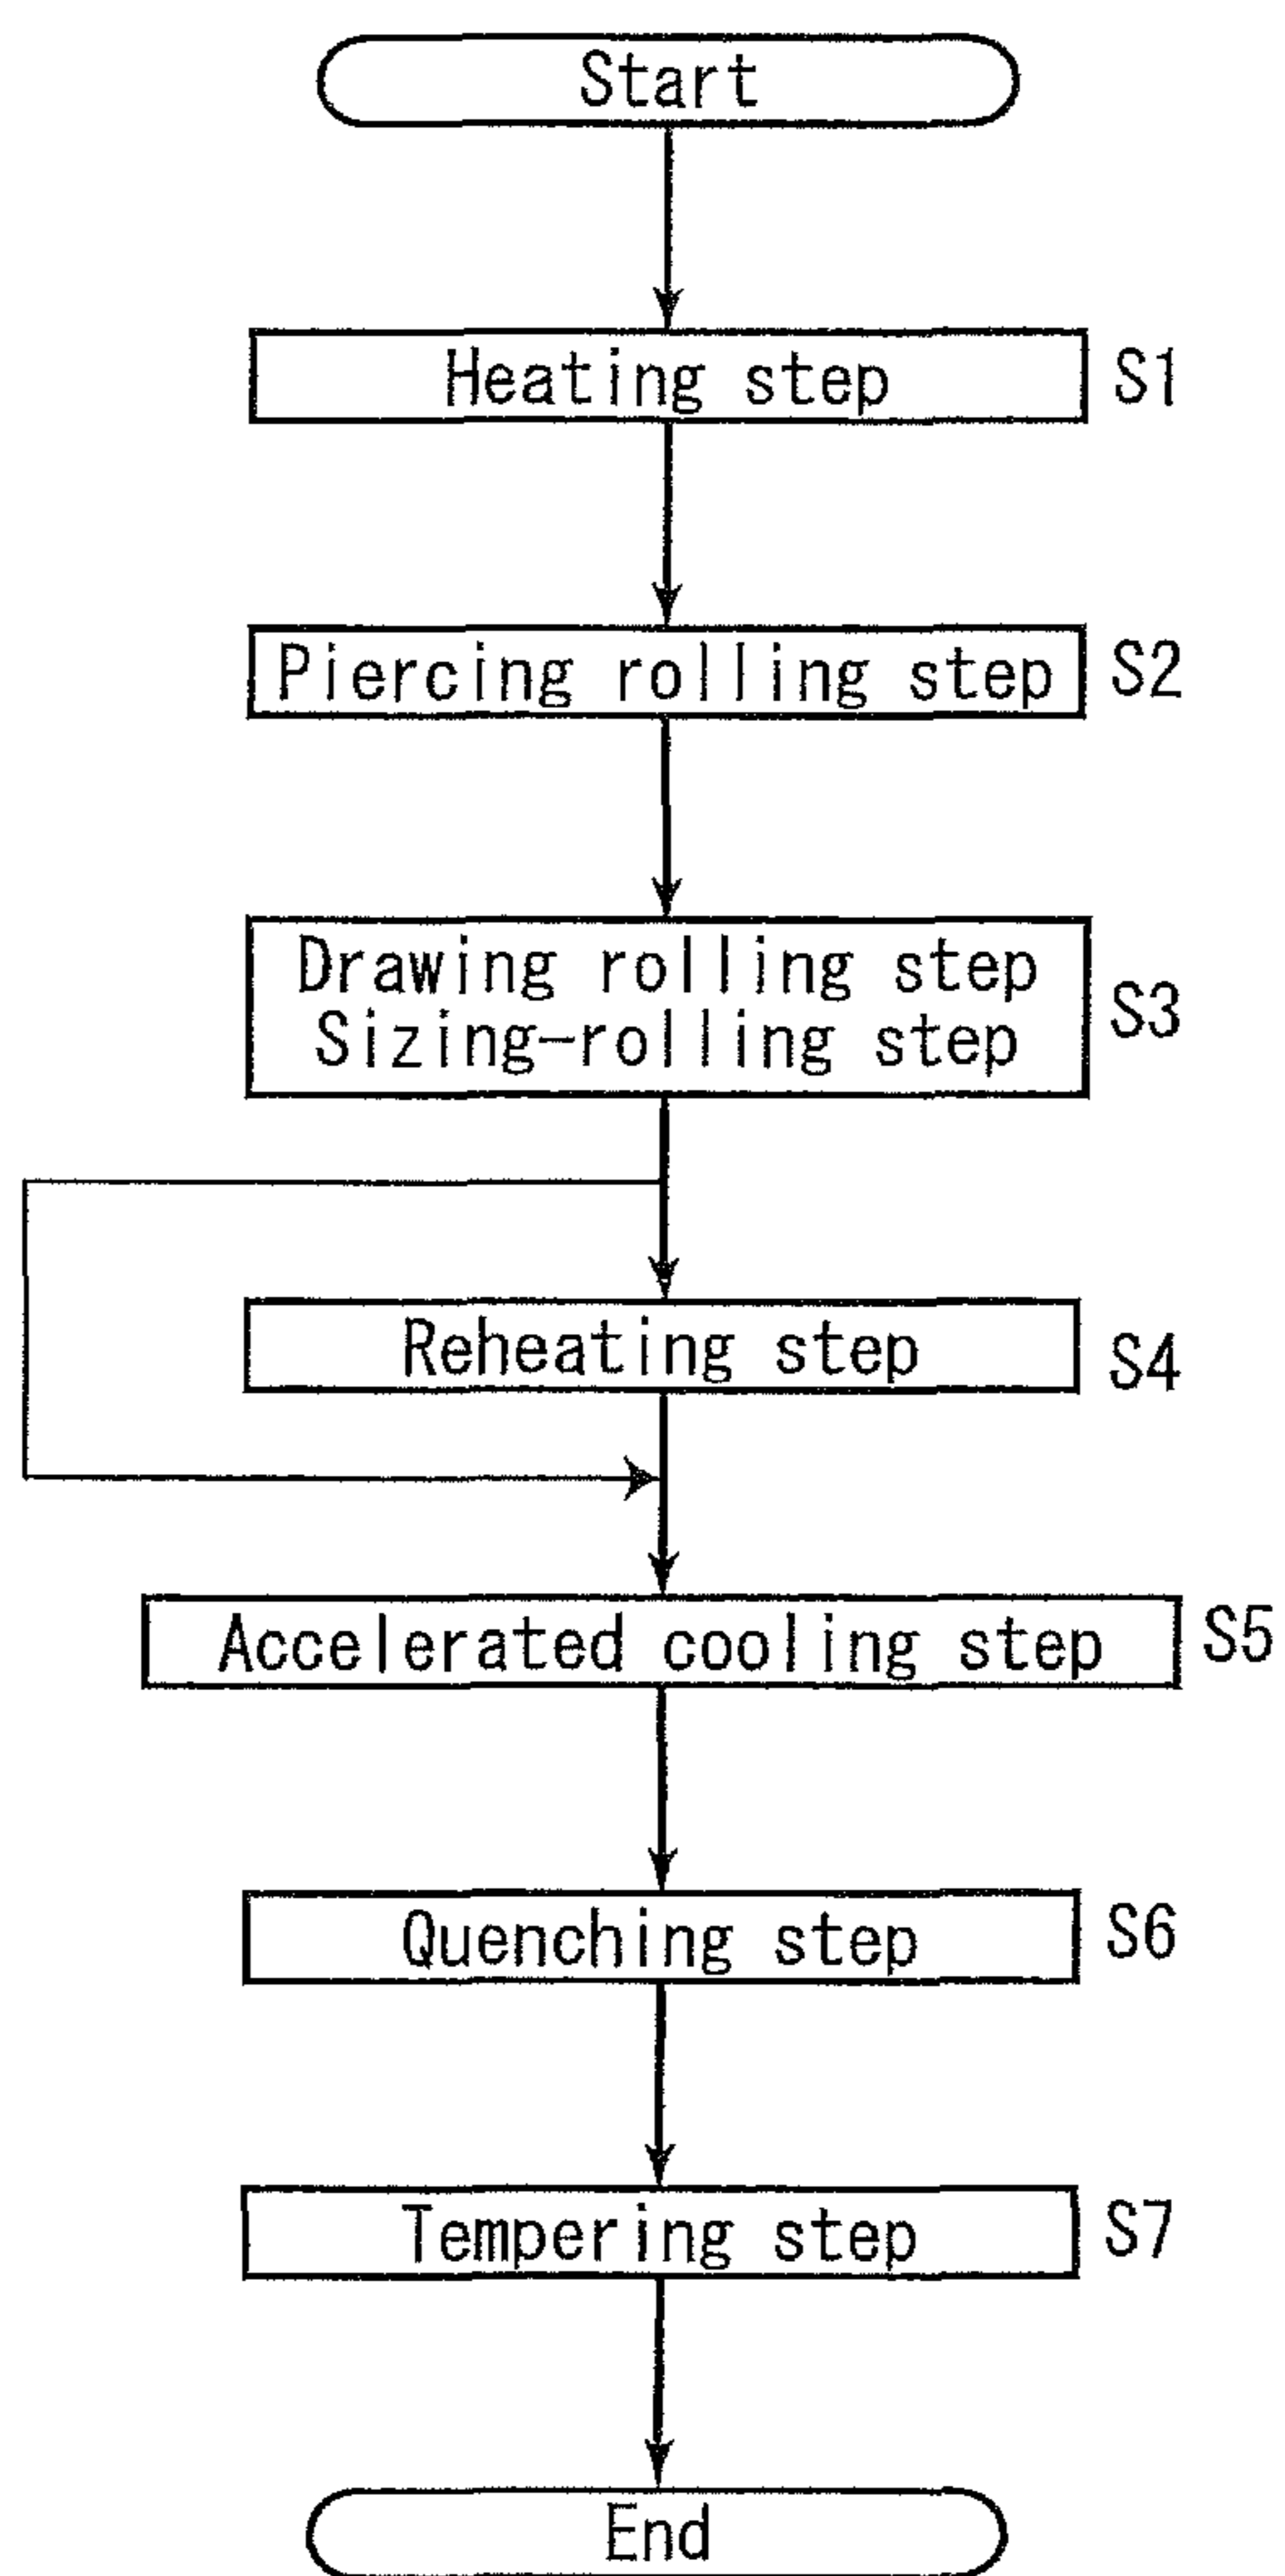 Start
Heating step S1
Piercing rolling step S2
Drawing rolling step
Sizing-rolling step S3
Reheating step S4
Accelerated cooling step S5
Quenching step S6
Tempering step S7
End